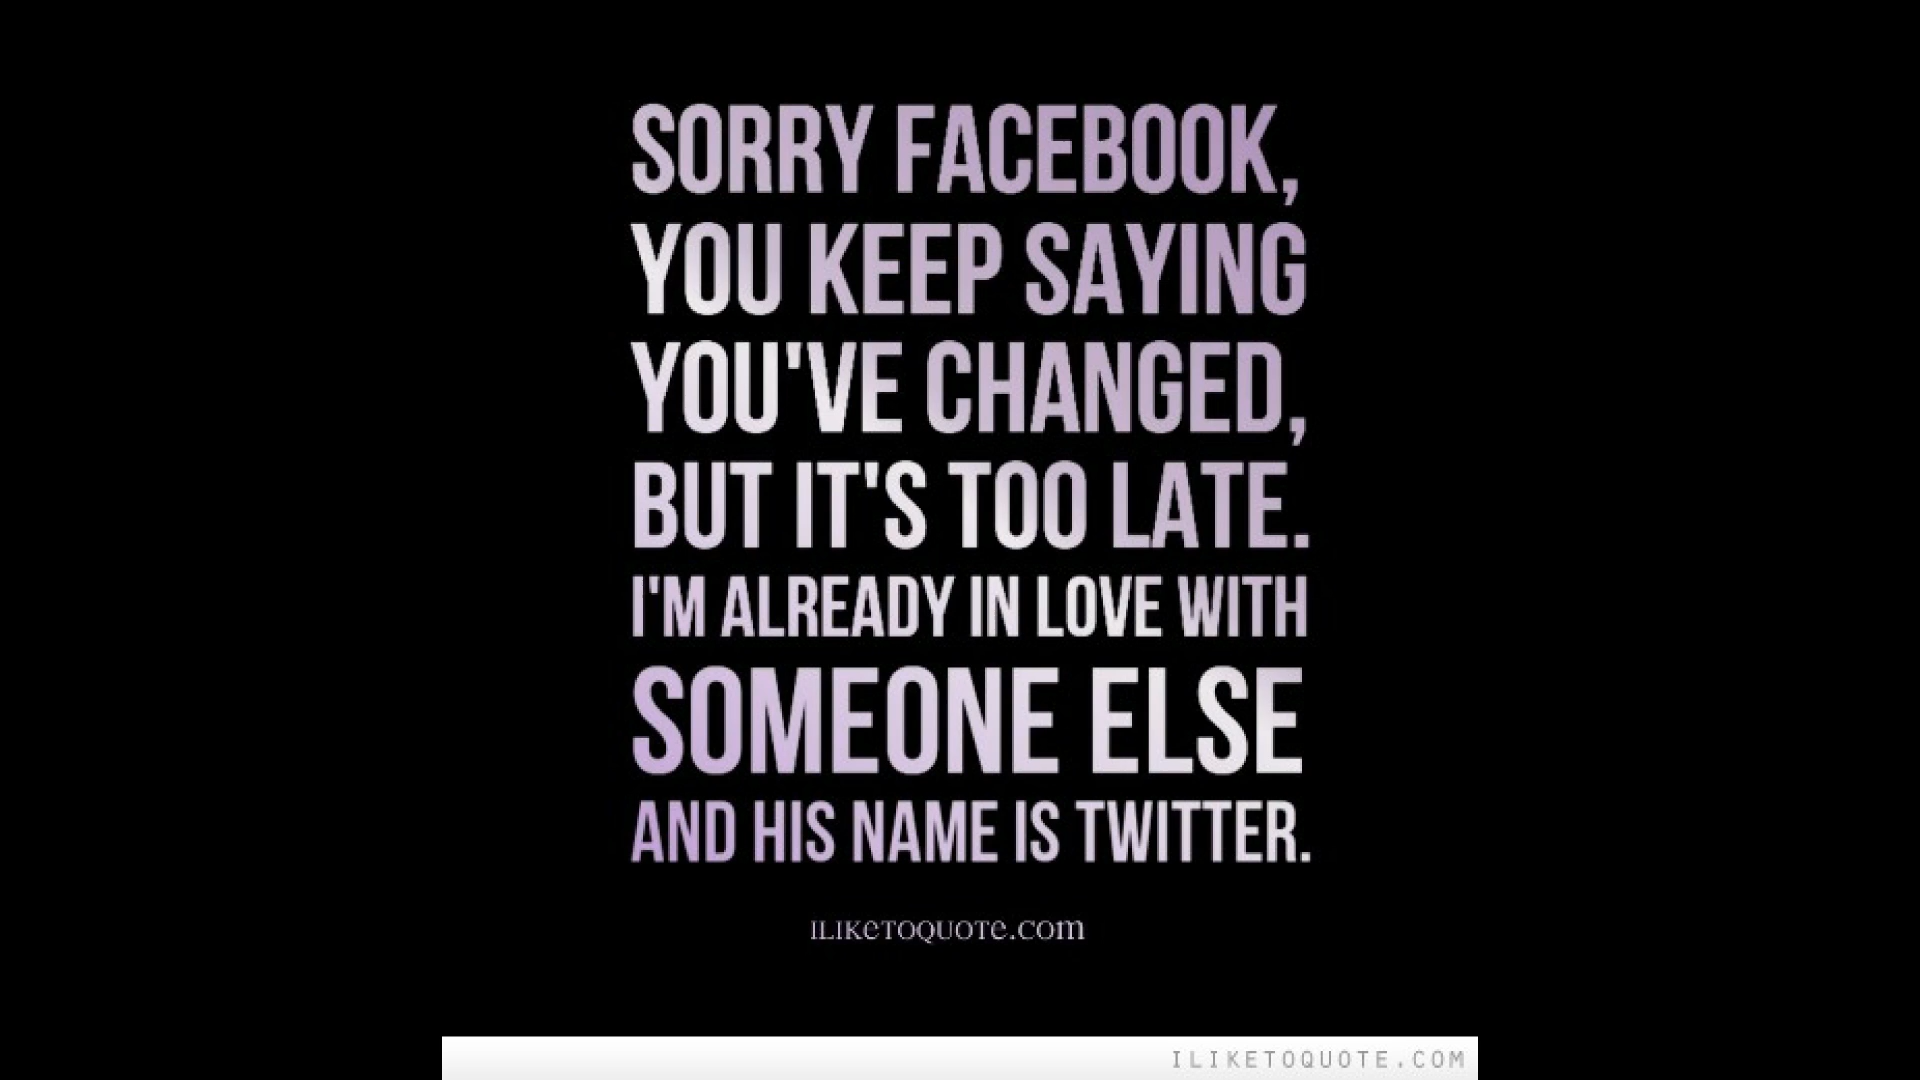 SORRY FACEBOOK,
YOU KEEP SAYING
YOU'VE CHANGED,
BUT IT'S TOO LATE.
I'M ALREADY IN LOVE WITH
SOMEONE ELSE
AND HIS NAME IS TWITTER.
ILIKeTOQUOTe.COm
ILIKETOQUOTE.COM